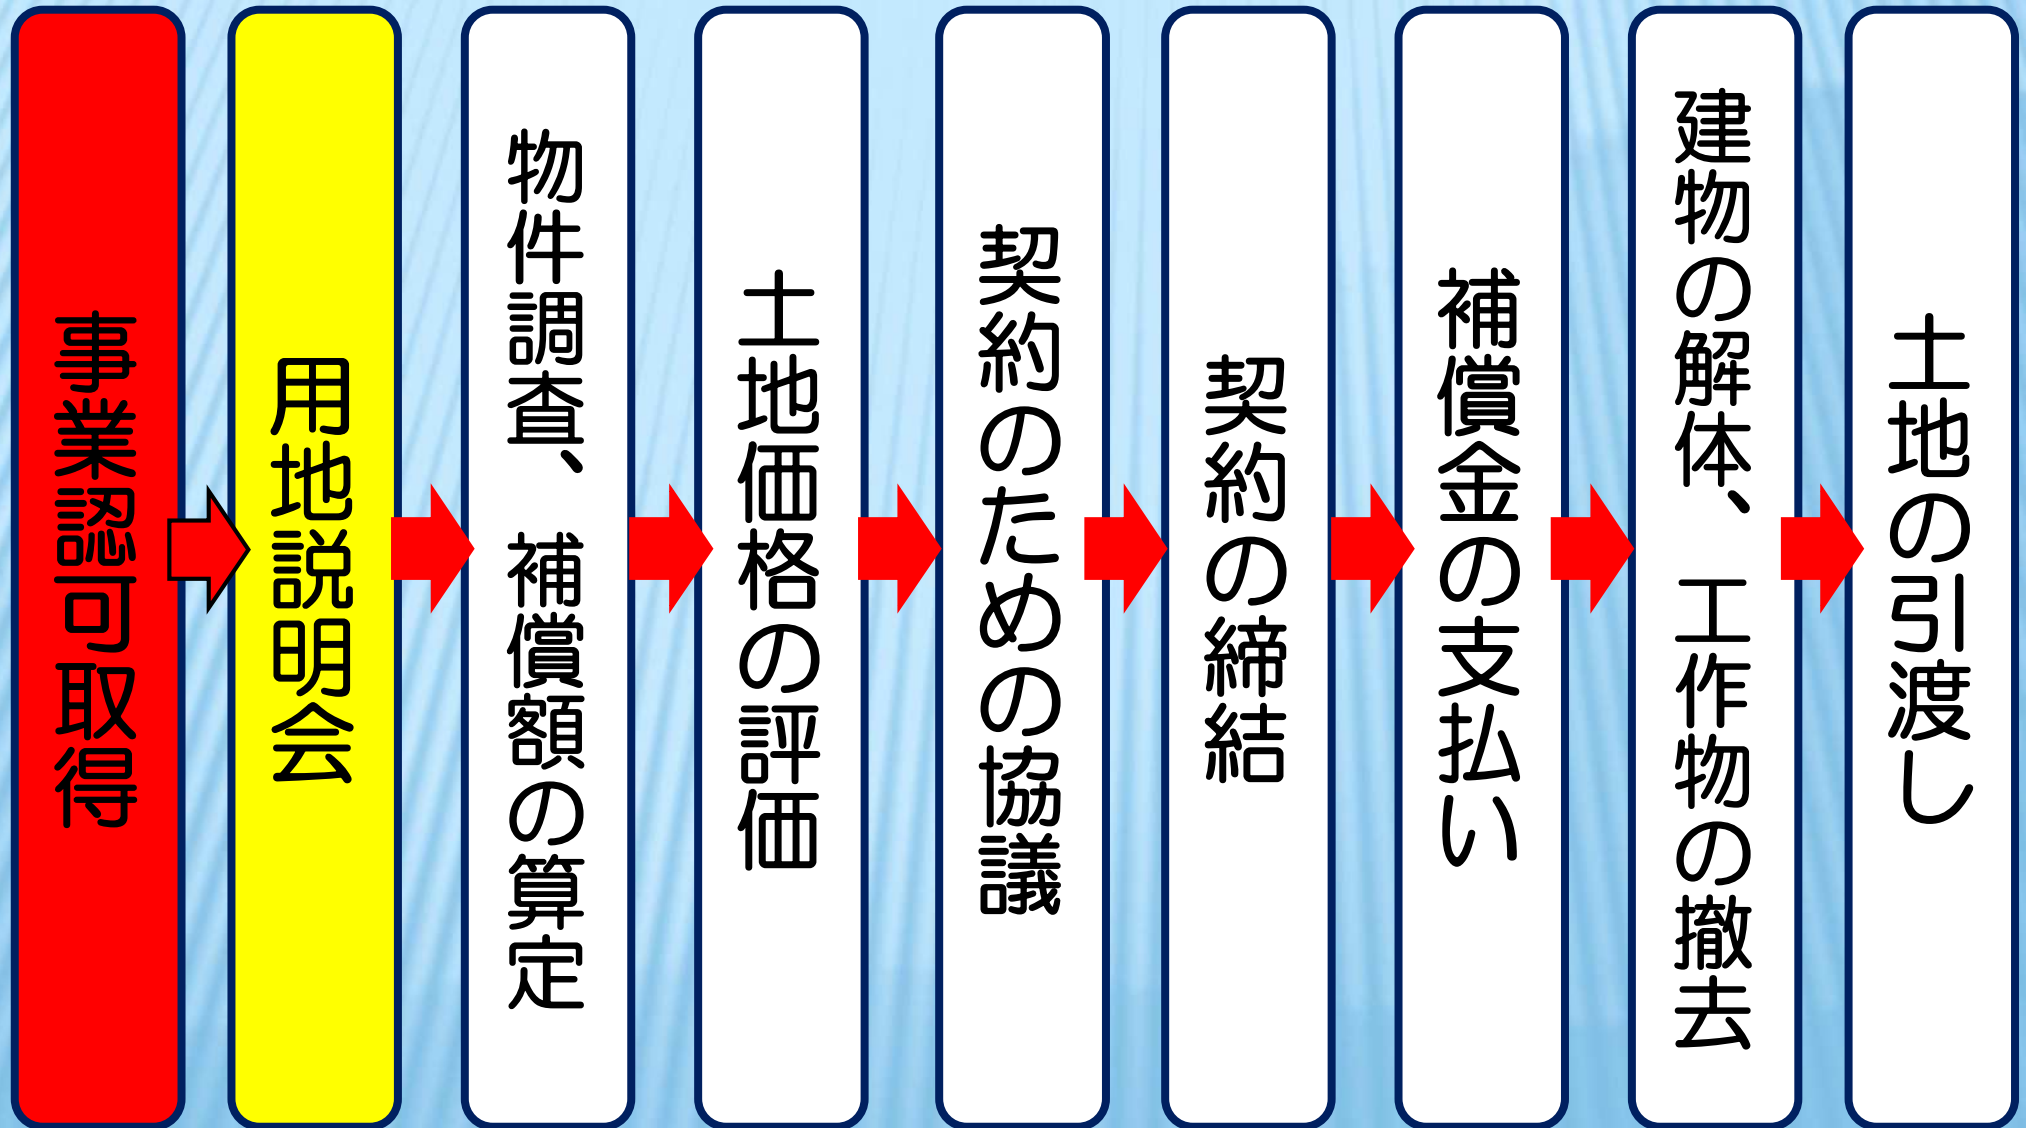 事業認可取得
用地説明会
物件調査、補償額の算定
土地価格の評価
契約のための協議
契約の締結
補償金の支払い
建物の解体、工作物の撤去
土地の引渡し